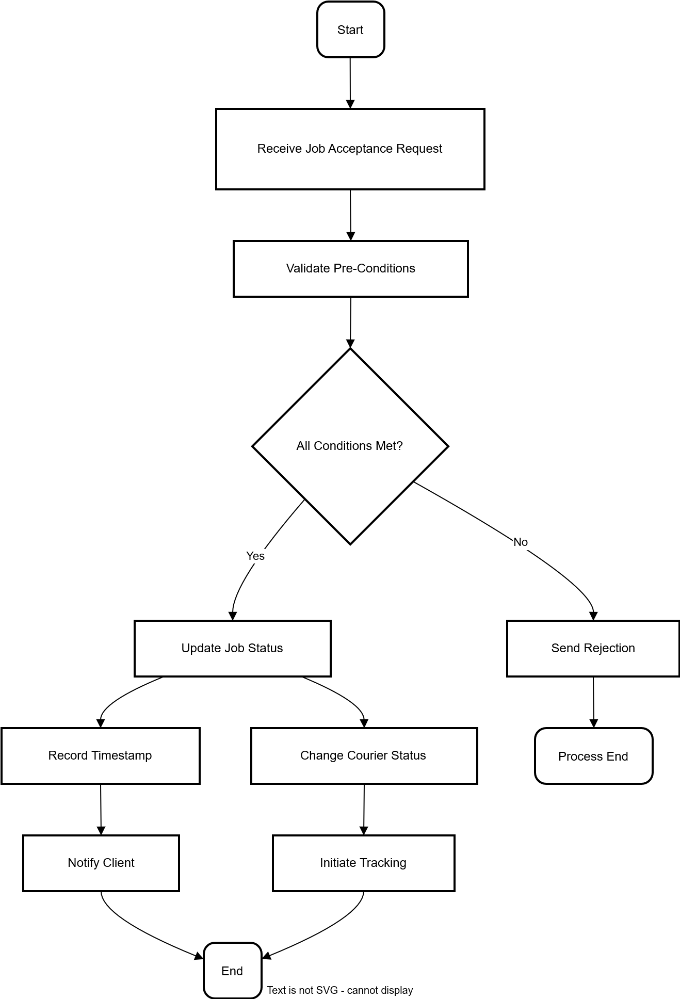 Start
Receive Job Acceptance Request
Validate Pre-Conditions
All Conditions Met?
Yes
No
Update Job Status
Send Rejection
Record Timestamp
Change Courier Status
Process End
Notify Client
Initiate Tracking
End
Text is not SVG - cannot display